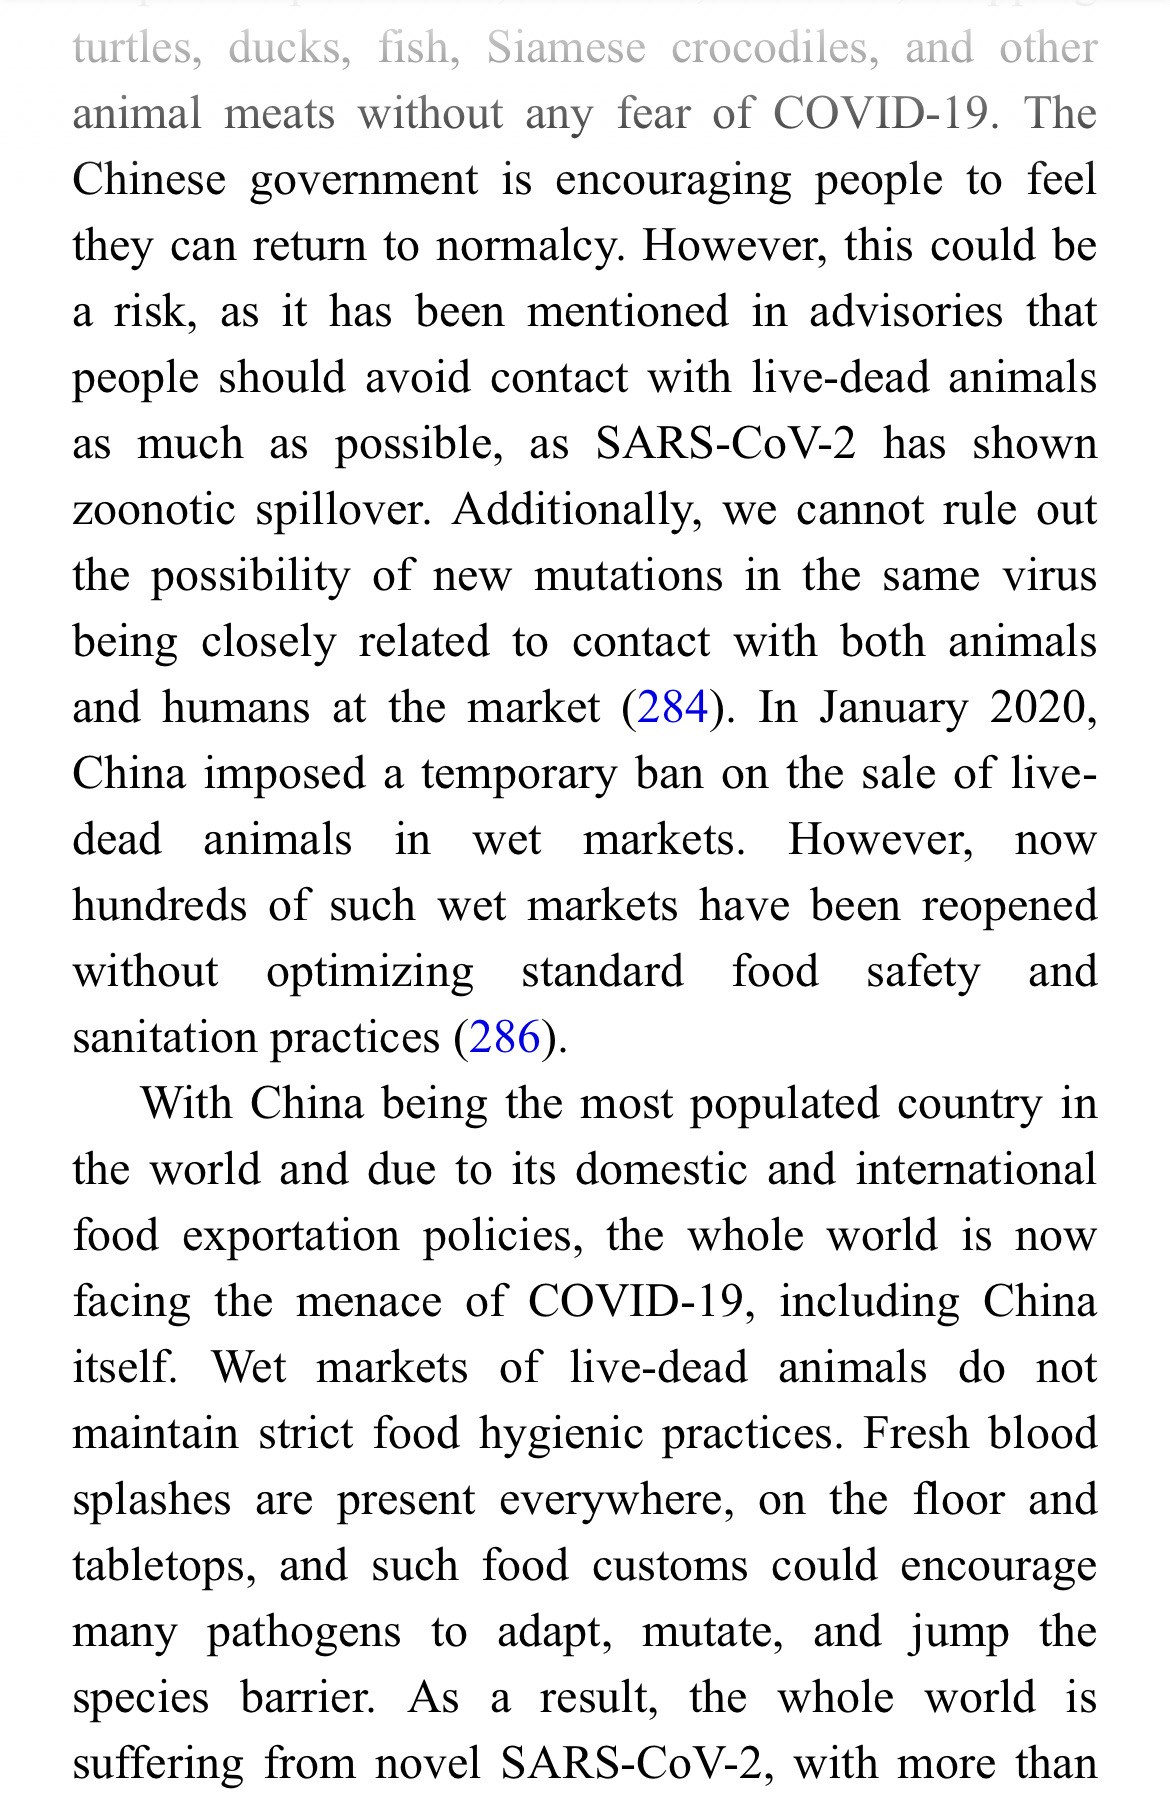 turtles, ducks, fish, Siamese crocodiles, and other
animal meats without any fear of COVID-19. The
Chinese government is encouraging people to feel
they can return to normalcy. However, this could be
a risk, as it has been mentioned in advisories that
people should avoid contact with live-dead animals
as much as possible, as SARS-CoV-2 has shown
zoonotic spillover. Additionally, we cannot rule out
the possibility of new mutations in the same virus
being closely related to contact with both animals
and humans at the market (284). In January 2020,
China imposed a temporary ban on the sale of live-
dead animals in wet markets. However, now
hundreds of such wet markets have been reopened
without optimizing standard food safety and
sanitation practices (286).
With China being the most populated country in
the world and due to its domestic and international
food exportation policies, the whole world is now
facing the menace of COVID-19, including China
itself. Wet markets of live-dead animals do not
maintain strict food hygienic practices. Fresh blood
splashes are present everywhere, on the floor and
tabletops, and such food customs could encourage
many pathogens to adapt, mutate, and jump the
species barrier. As a result, the whole world is
suffering from novel SARS-CoV-2, with more than